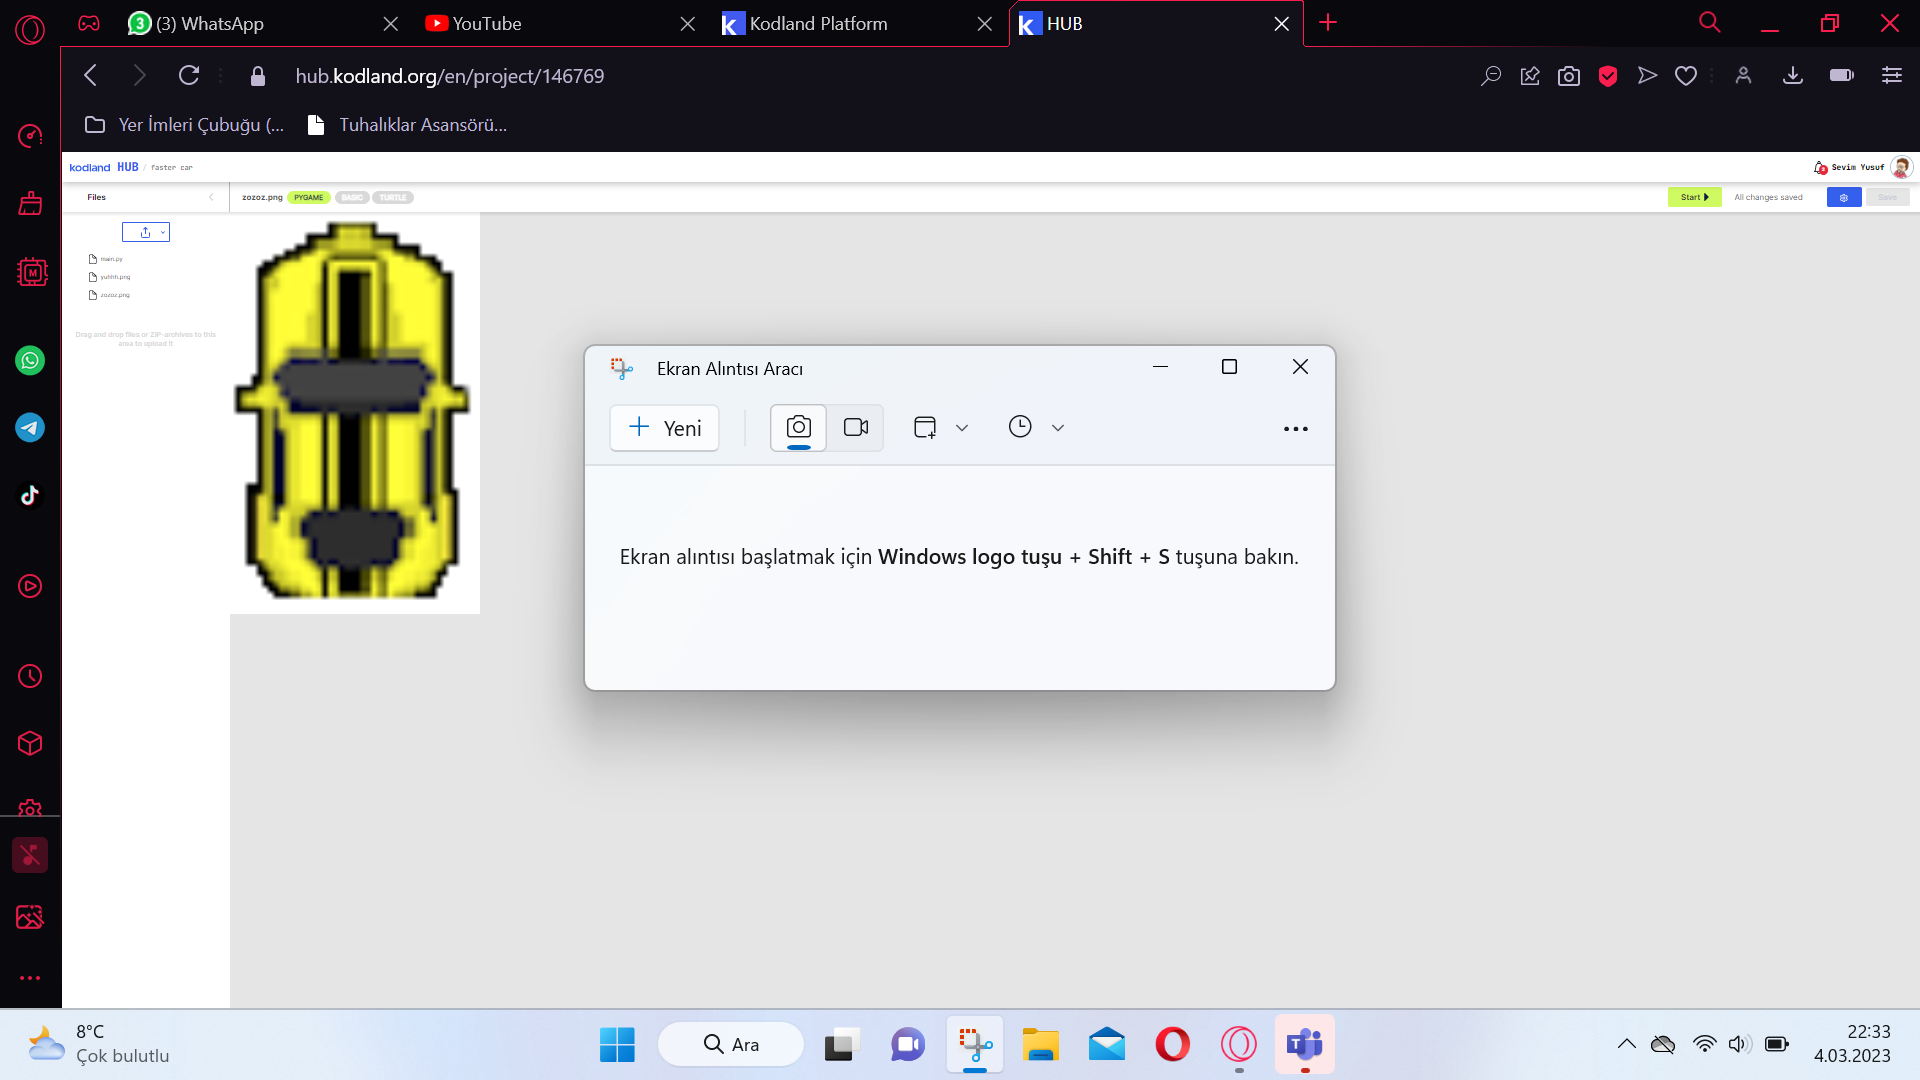 3
(3) WhatsApp
YouTube
Kodland Platform
HUB
hub.kodland.org/en/project/146769
Yer İmleri Çubuğu (...
Tuhalıklar Asansörü...
kodland HUB / faster car
2
Sevim Yusuf
Files
zozoz.png PYGAME BASIC TURTLE
Start
All changes saved
Save
main.py
yuhhh.png
zozoz.png
Drag and drop files or ZIP-archives to this
area to upload it
Ekran Alıntısı Aracı
Yeni
Ekran alıntısı başlatmak için Windows logo tuşu + Shift + S tuşuna bakın.
M
8°C
Çok bulutlu
Ara
22:33
4.03.2023